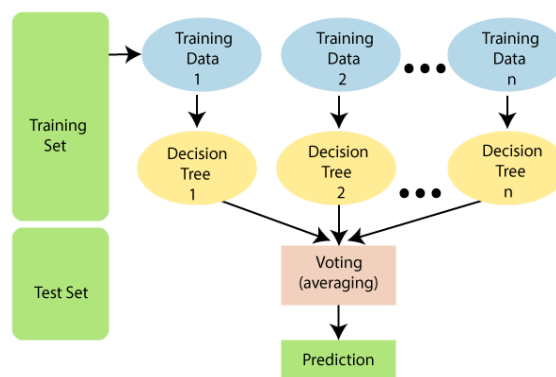 Training
Set
Test Set
Training
Data
1
Training
Data
2
Training
Data
n
Decision
Tree
1
Decision
Tree
2
Decision
Tree
n
Voting
(averaging)
Prediction